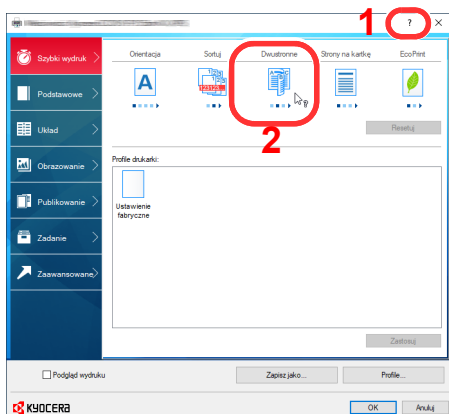 1
?
Szybki wydruk
Orientacja
Sortuj
Dwustronne
Strony na kartkę
EcoPrint
A
123123
A B C
?
2
Podstawowe
Układ
Resetuj
Obrazowanie
Profile drukarki:
Publikowanie
Ustawienie
fabryczne
Zadanie
Zaawansowane
Zastosuj
Podgląd wydruku
Zapisz jako...
Profile...
KYOCERA
OK
Anuluj